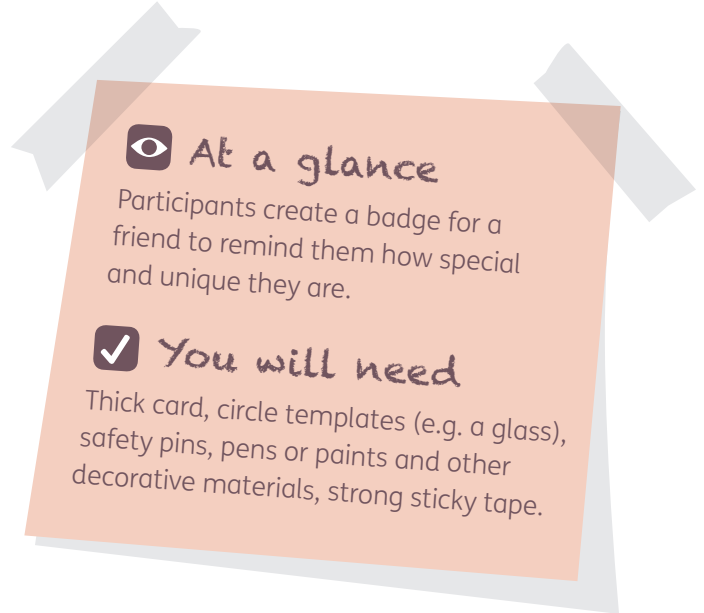 At a glance
Participants create a badge for a
friend to remind them how special
and unique they are.
You will need
Thick card, circle templates (e.g. a glass),
safety pins, pens or paints and other
decorative materials, strong sticky tape.